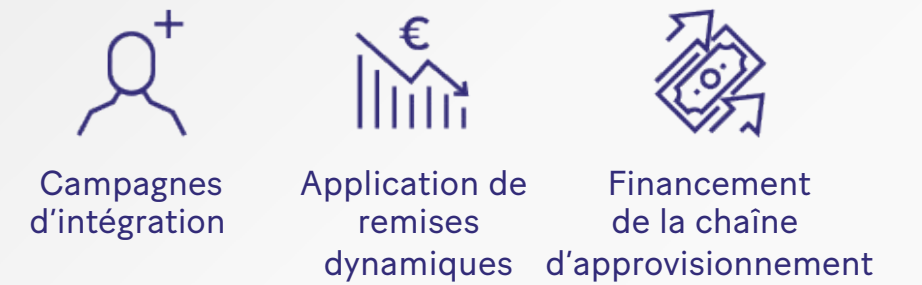 €
Campagnes
d’intégration
Application de
remises
dynamiques
Financement
de la chaîne
d’approvisionnement